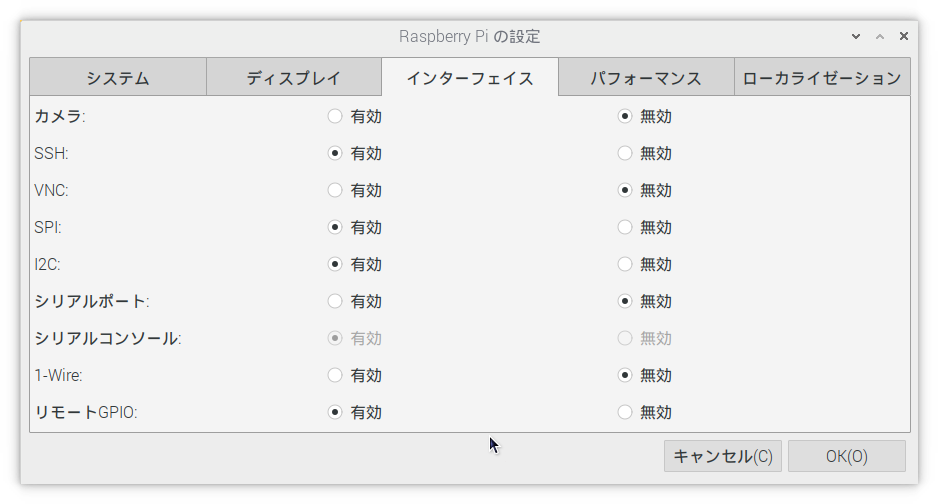 Raspberry Pi の設定
システム ディスプレイ インターフェイス パフォーマンス ローカライゼーション
カメラ: 有効 無効
SSH: 有効 無効
VNC: 有効 無効
SPI: 有効 無効
I2C: 有効 無効
シリアルポート: 有効 無効
シリアルコンソール: 有効 無効
1-Wire: 有効 無効
リモートGPIO: 有効 無効
キャンセル(C) OK(O)